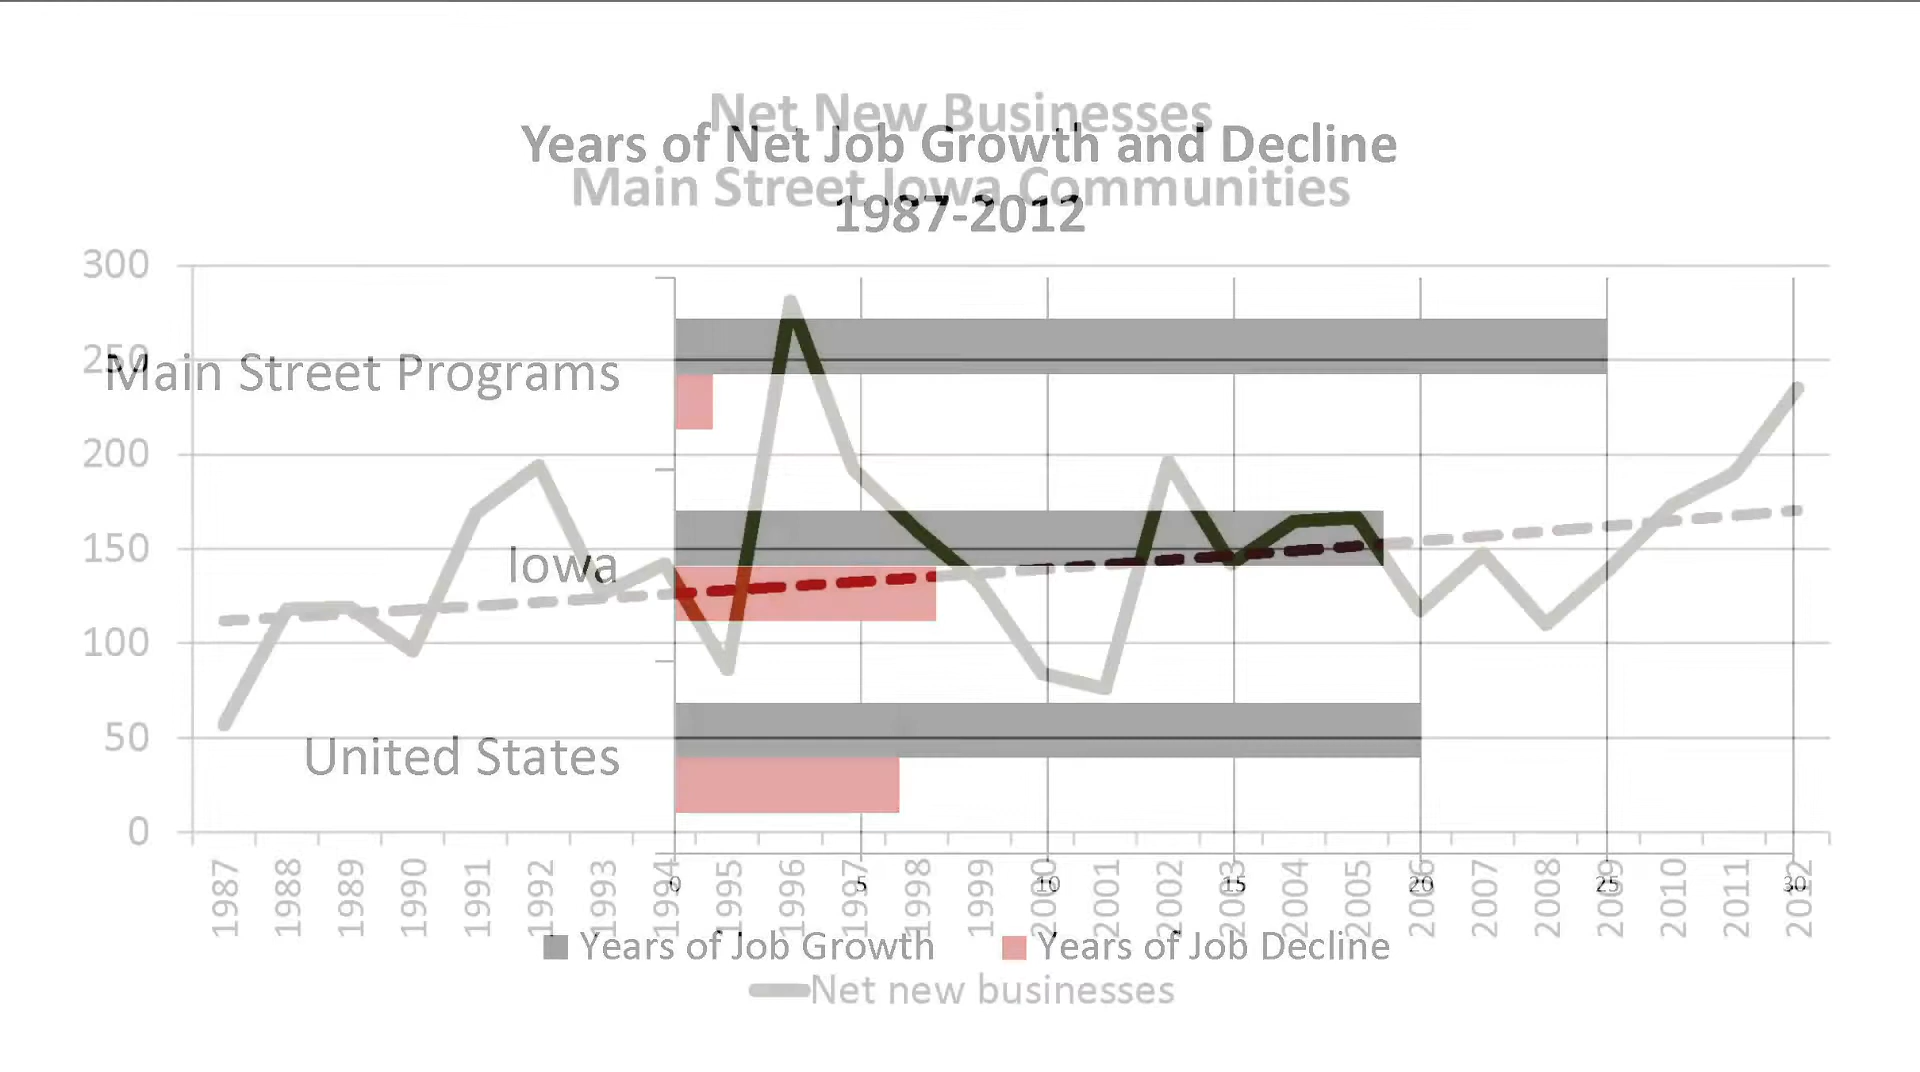 Net New Businesses
Years of Net Job Growth and Decline
Main Street Iowa Communities
1987-2012
300
250
Main Street Programs
200
150
Iowa
100
50
United States
0
1987 1988 1989 1990 1991 1992 1993 1994 1995 1996 1997 1998 1999 2000 2001 2002 2003 2004 2005 2006 2007 2008 2009 2010 2011 2012
0 5 10 15 20 25 30
Years of Job Growth Years of Job Decline
Net new businesses